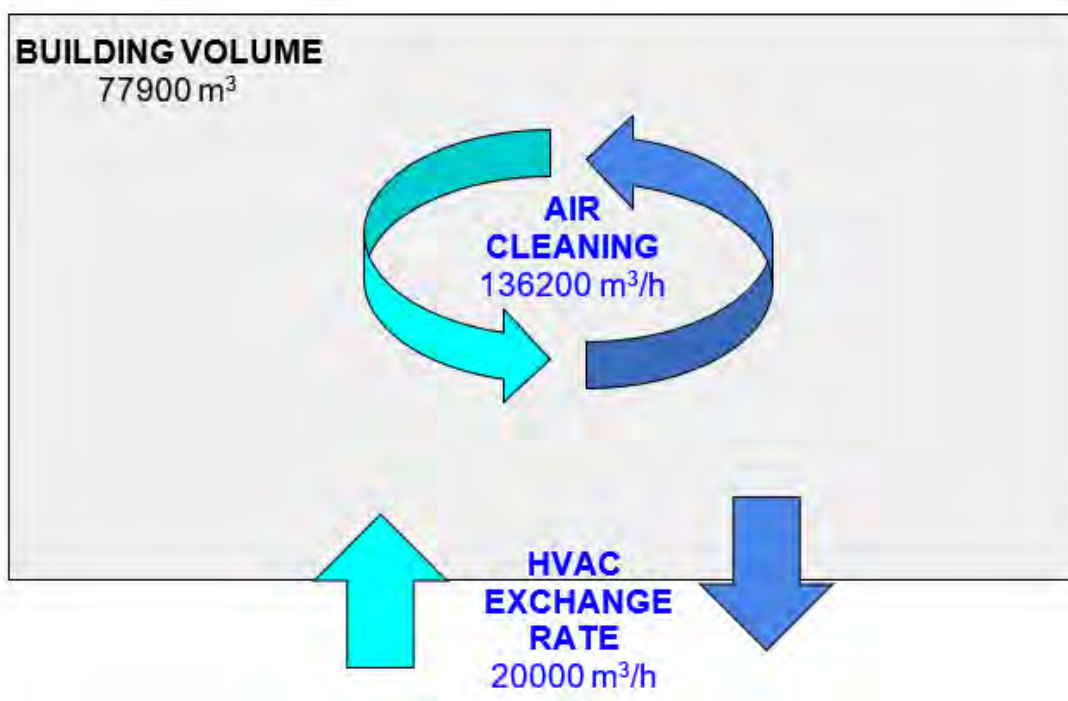 BUILDING VOLUME
77900 m³
AIR
CLEANING
136200 m³/h
HVAC
EXCHANGE
RATE
20000 m³/h